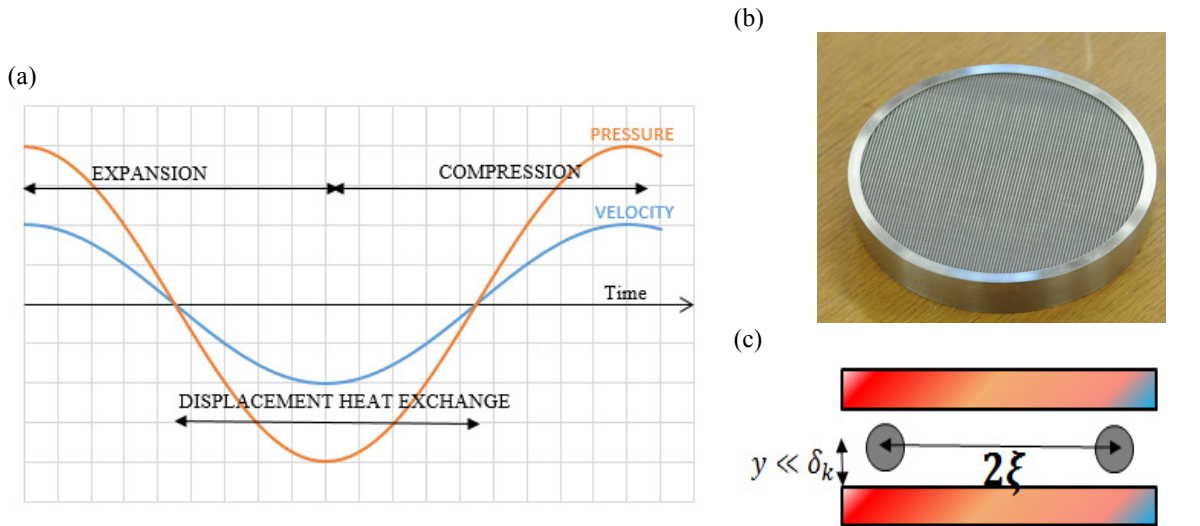 (a)
PRESSURE
EXPANSION
COMPRESSION
VELOCITY
Time
DISPLACEMENT HEAT EXCHANGE
(b)
(c)
y ≪ δₖ
2ξ